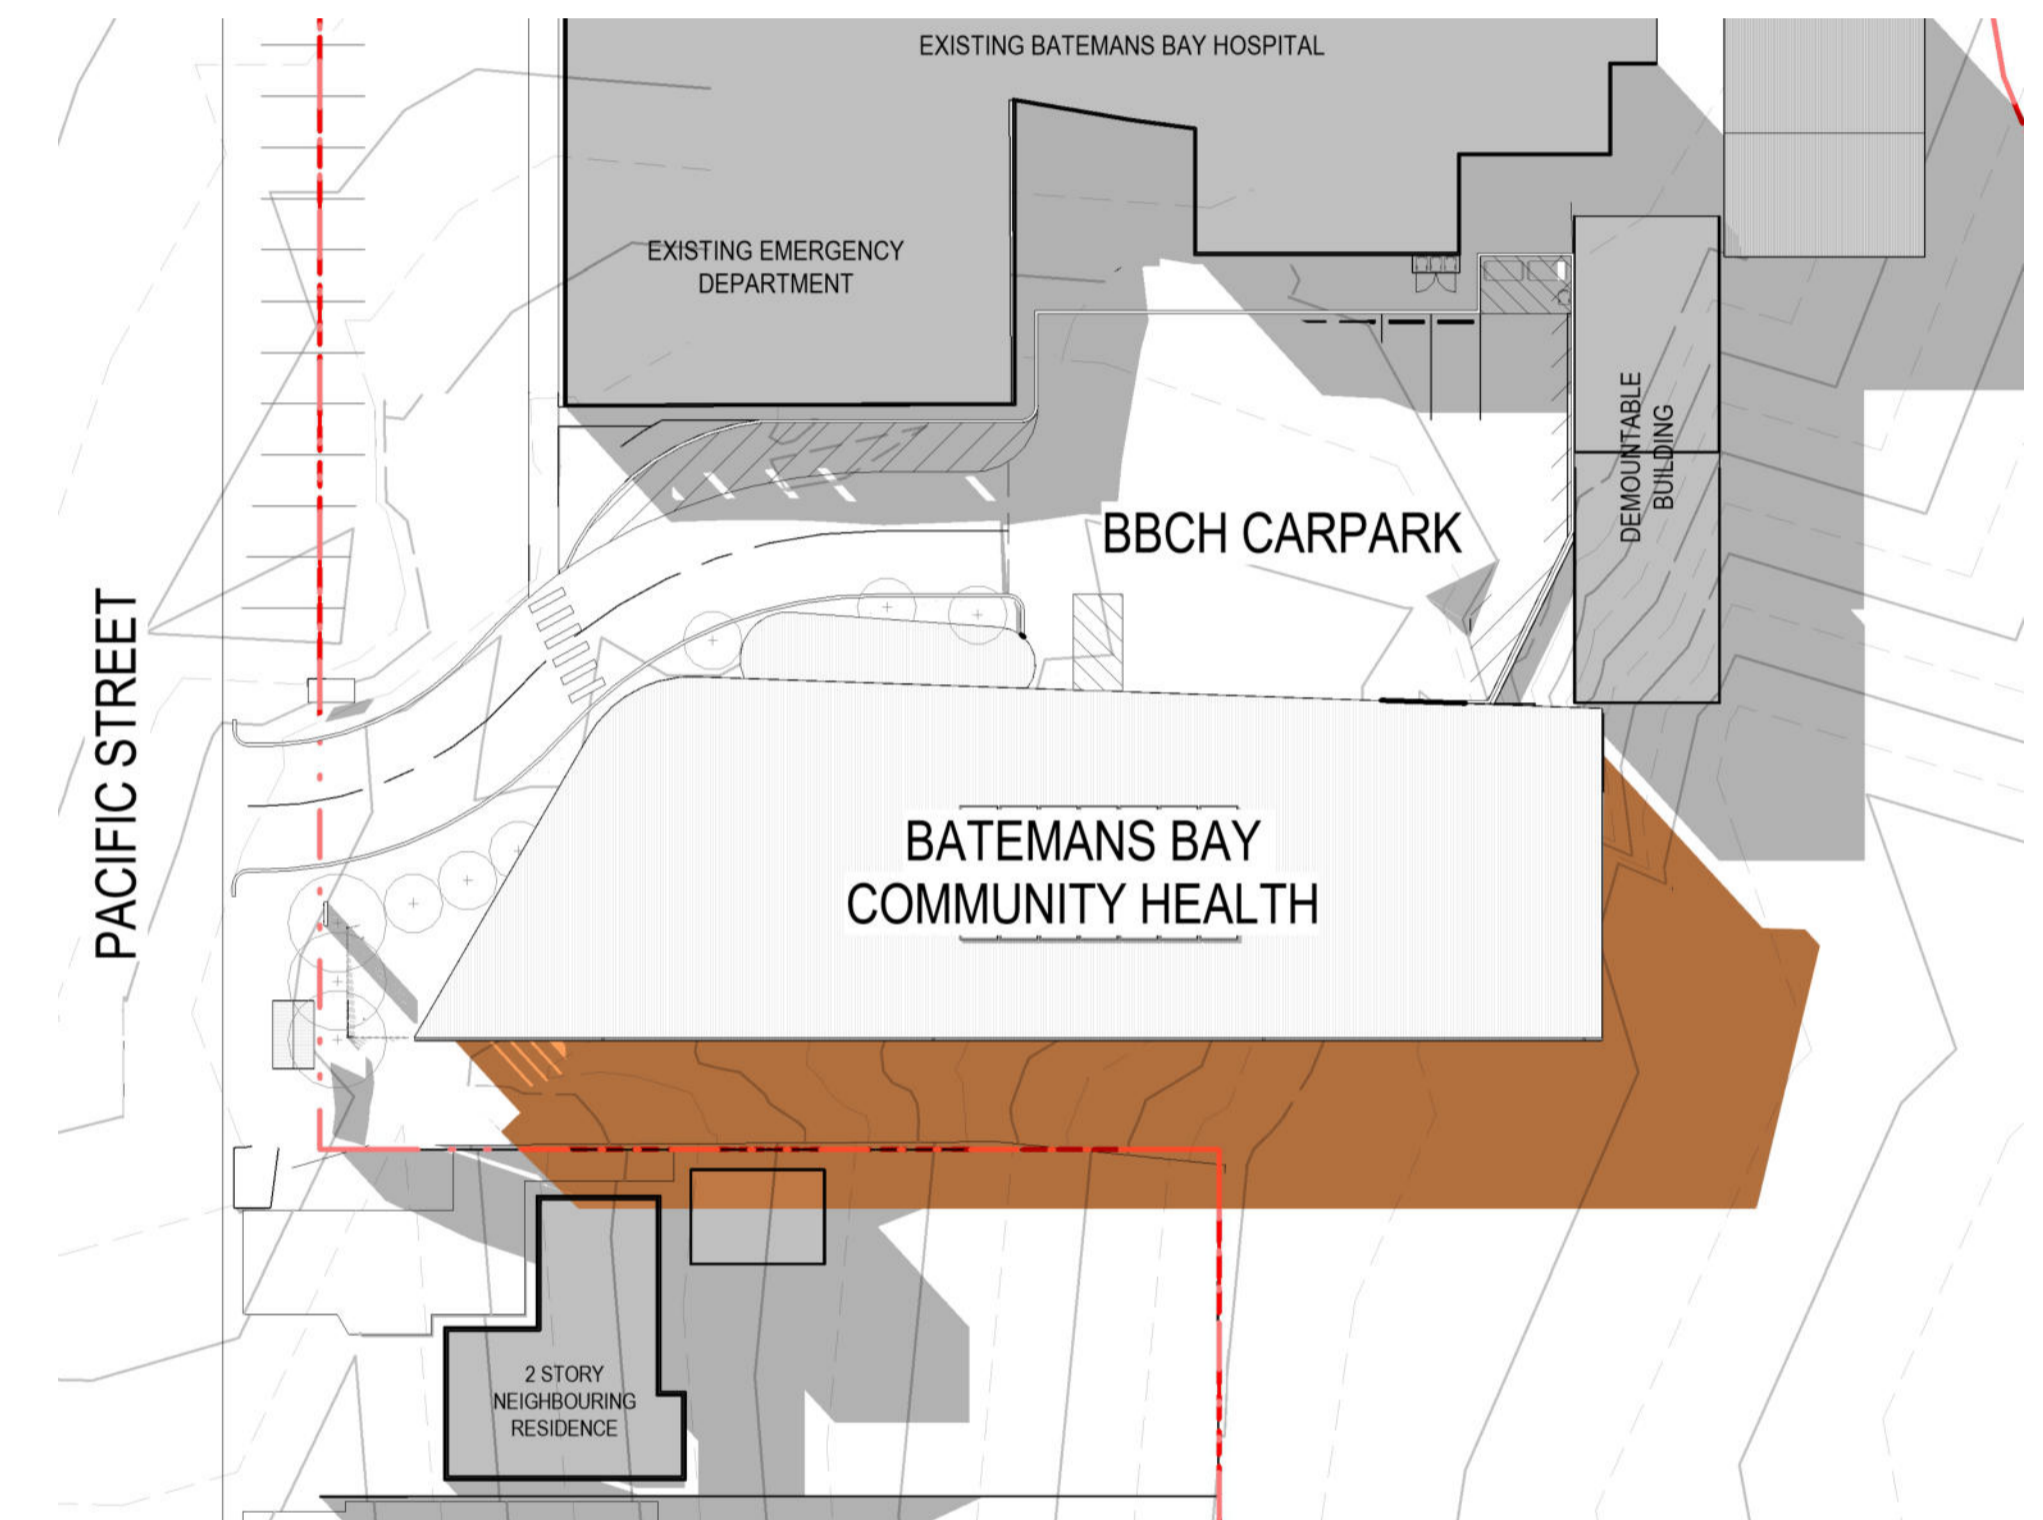 EXISTING BATEMANS BAY HOSPITAL
EXISTING EMERGENCY
DEPARTMENT
DEMOUNTABLE
BUILDING
BBCH CARPARK
PACIFIC STREET
BATEMANS BAY
COMMUNITY HEALTH
2 STORY
NEIGHBOURING
RESIDENCE